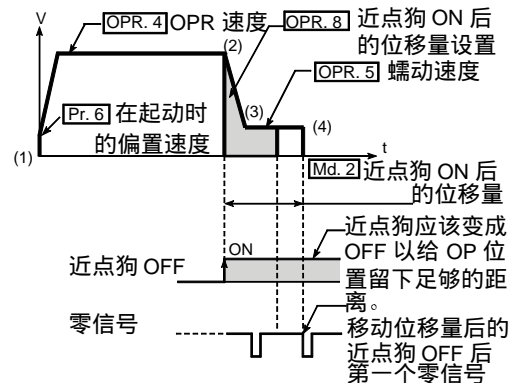 V
OPR. 4 OPR 速度
OPR. 8 近点狗 ON 后
的位移量设置
(2)
OPR. 5 蠕动速度
Pr. 6 在起动时
的偏置速度
(3)
(4)
(1)
t
Md. 2 近点狗 ON 后
的位移量
近点狗 OFF
ON
近点狗应该变成
OFF 以给 OP 位
置留下足够的距
离。
零信号
移动位移量后的
近点狗 OFF 后
第一个零信号